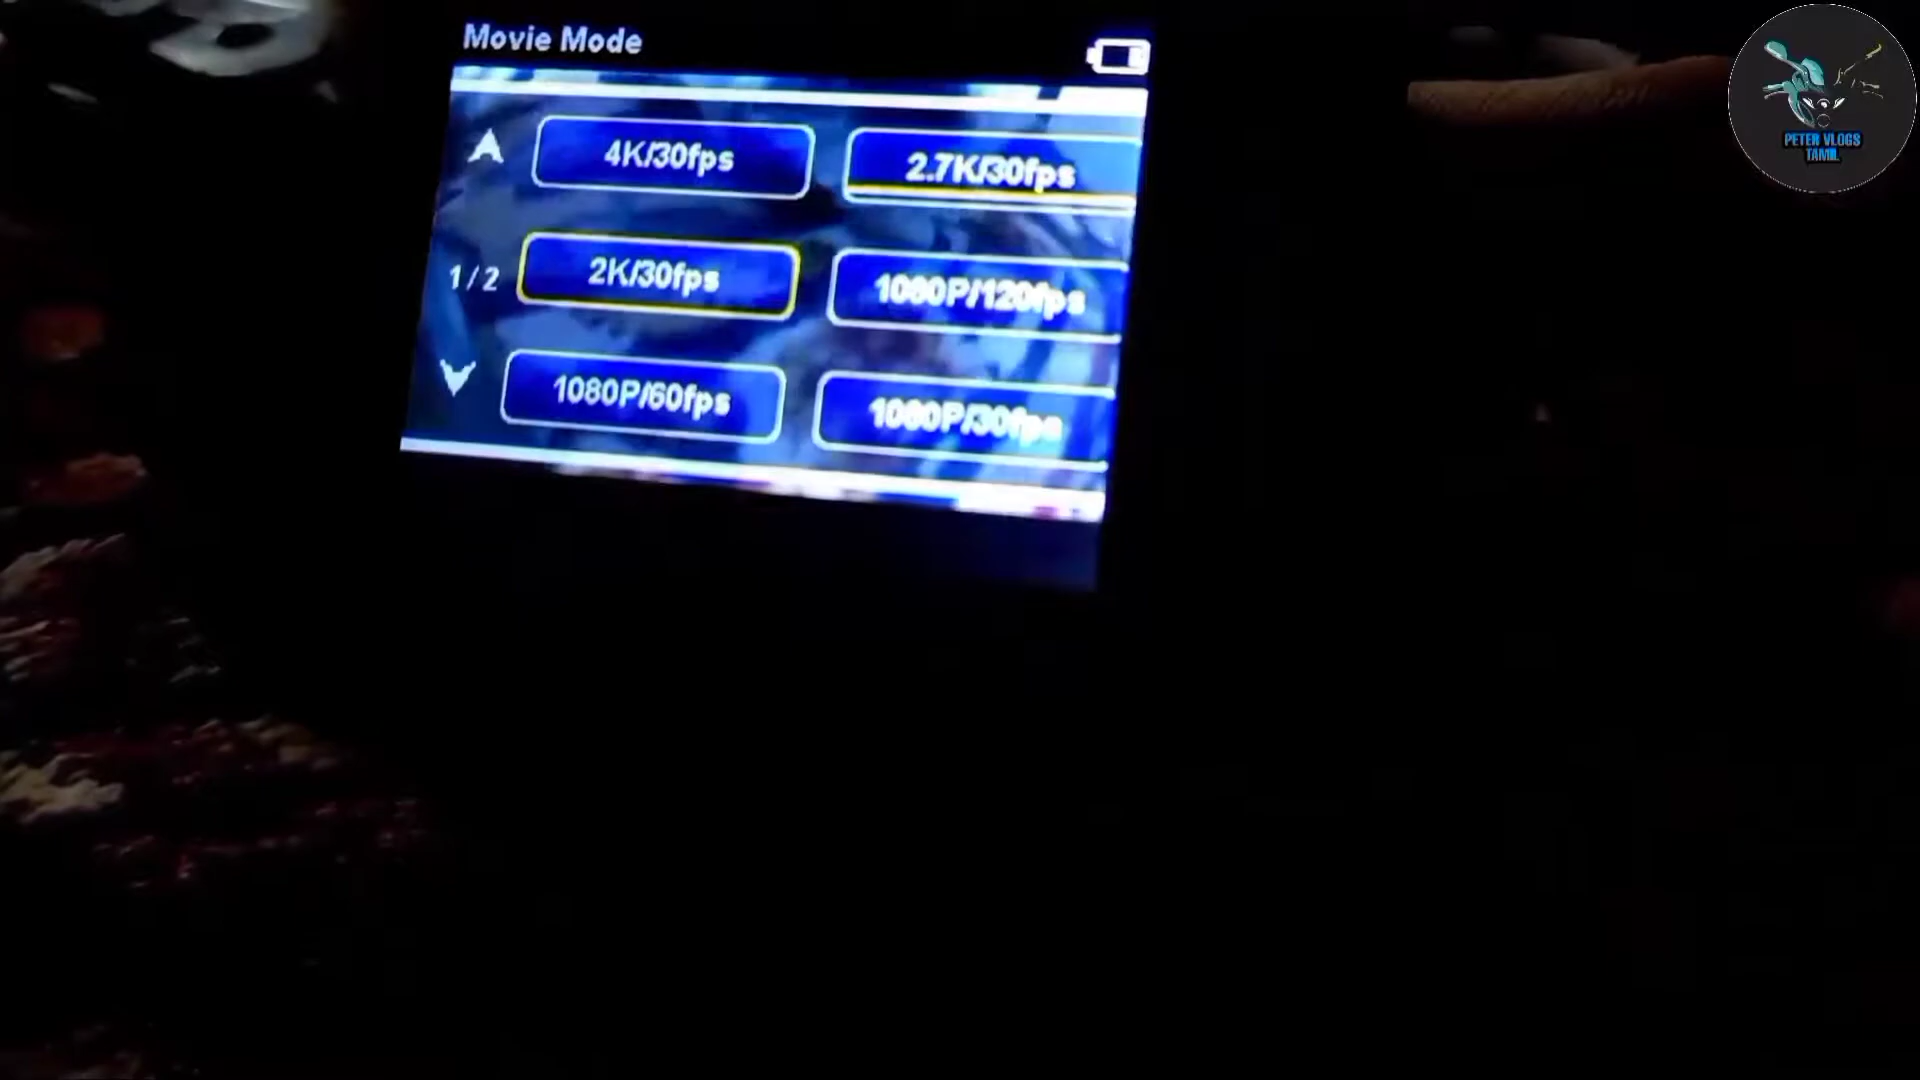 Movie Mode
4K/30fps
2.7K/30fps
1/2
2K/30fps
1080P/120fps
1080P/60fps
1080P/30fps
PETER VLOGS
TAMIL